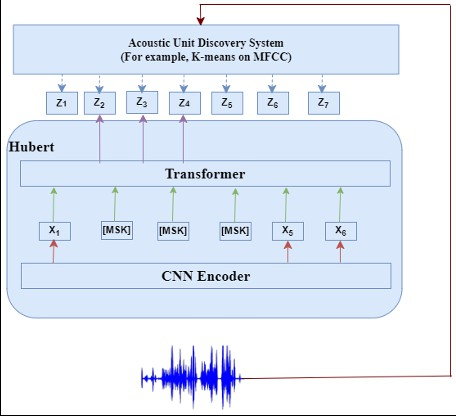 Acoustic Unit Discovery System
(For example, K-means on MFCC)
Z1 Z2 Z3 Z4 Z5 Z6 Z7
Hubert
Transformer
X1 [MSK] [MSK] [MSK] X5 X6
CNN Encoder